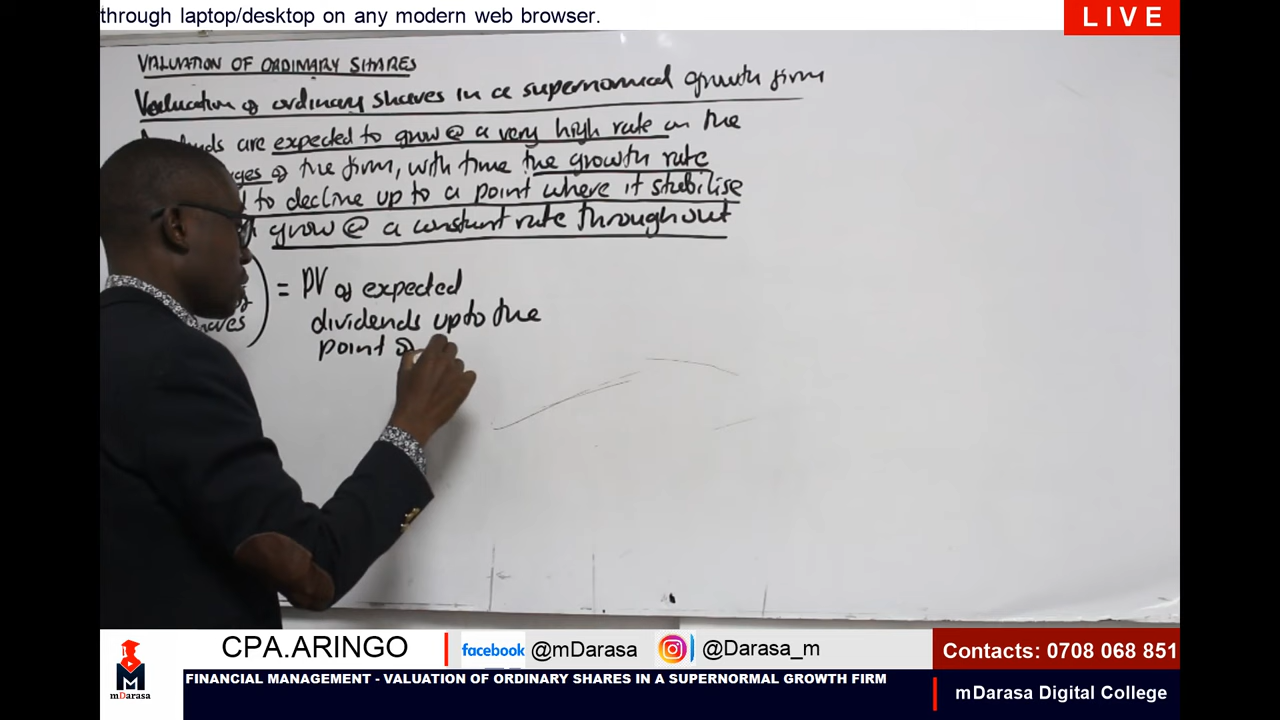 through laptop/desktop on any modern web browser.
LIVE
VALUATION OF ORDINARY SHARES
Valuation of ordinary shares in a supernormal growth firm
are expected to grow @ a very high rate on the
of the firm, with time the growth rate
to decline up to a point where it stabilise
grow @ a constant rate throughout
= PV of expected
dividends upto the
point
CPA.ARINGO
facebook @mDarasa
@Darasa_m
Contacts: 0708 068 851
M
mDarasa
FINANCIAL MANAGEMENT - VALUATION OF ORDINARY SHARES IN A SUPERNORMAL GROWTH FIRM
mDarasa Digital College